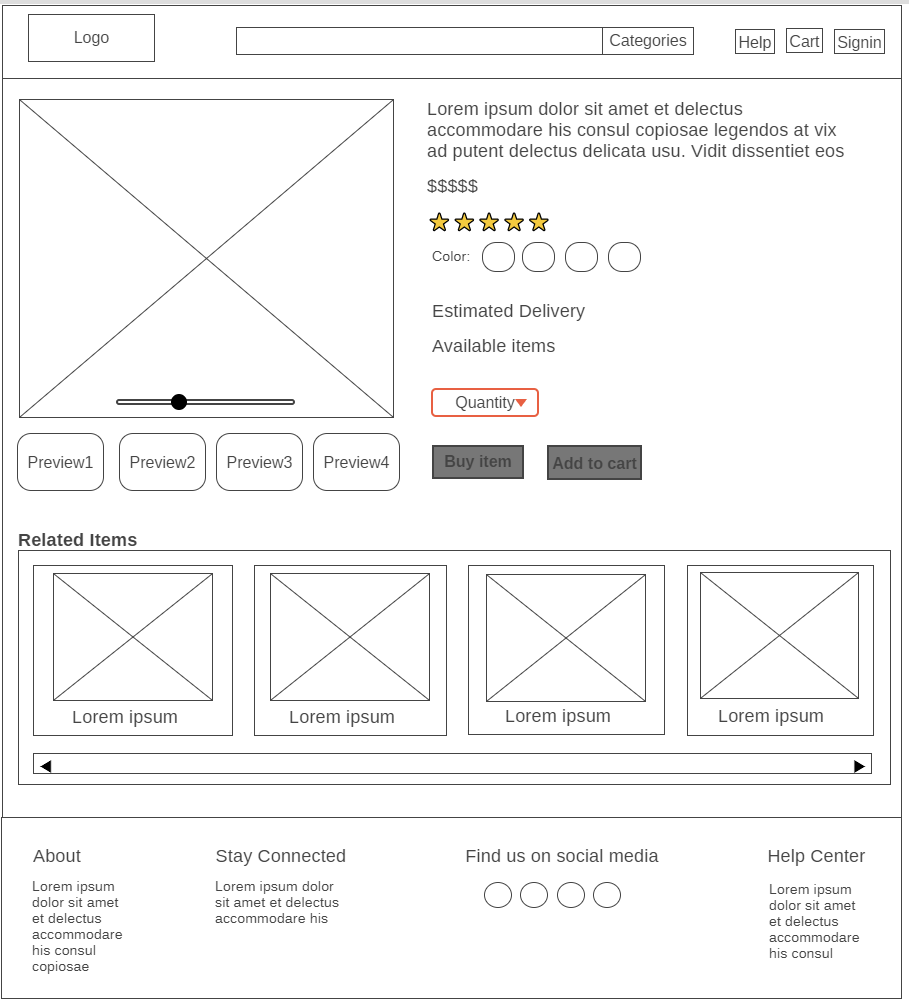 Logo
Categories
Help
Cart
Signin
Lorem ipsum dolor sit amet et delectus
accommodare his consul copiosae legendos at vix
ad putent delectus delicata usu. Vidit dissentiet eos
$$$$$
Color:
Estimated Delivery
Available items
Quantity
Preview1
Preview2
Preview3
Preview4
Buy item
Add to cart
Related Items
Lorem ipsum
Lorem ipsum
Lorem ipsum
Lorem ipsum
About
Lorem ipsum
dolor sit amet
et delectus
accommodare
his consul
copiosae
Stay Connected
Lorem ipsum dolor
sit amet et delectus
accommodare his
Find us on social media
Help Center
Lorem ipsum
dolor sit amet
et delectus
accommodare
his consul